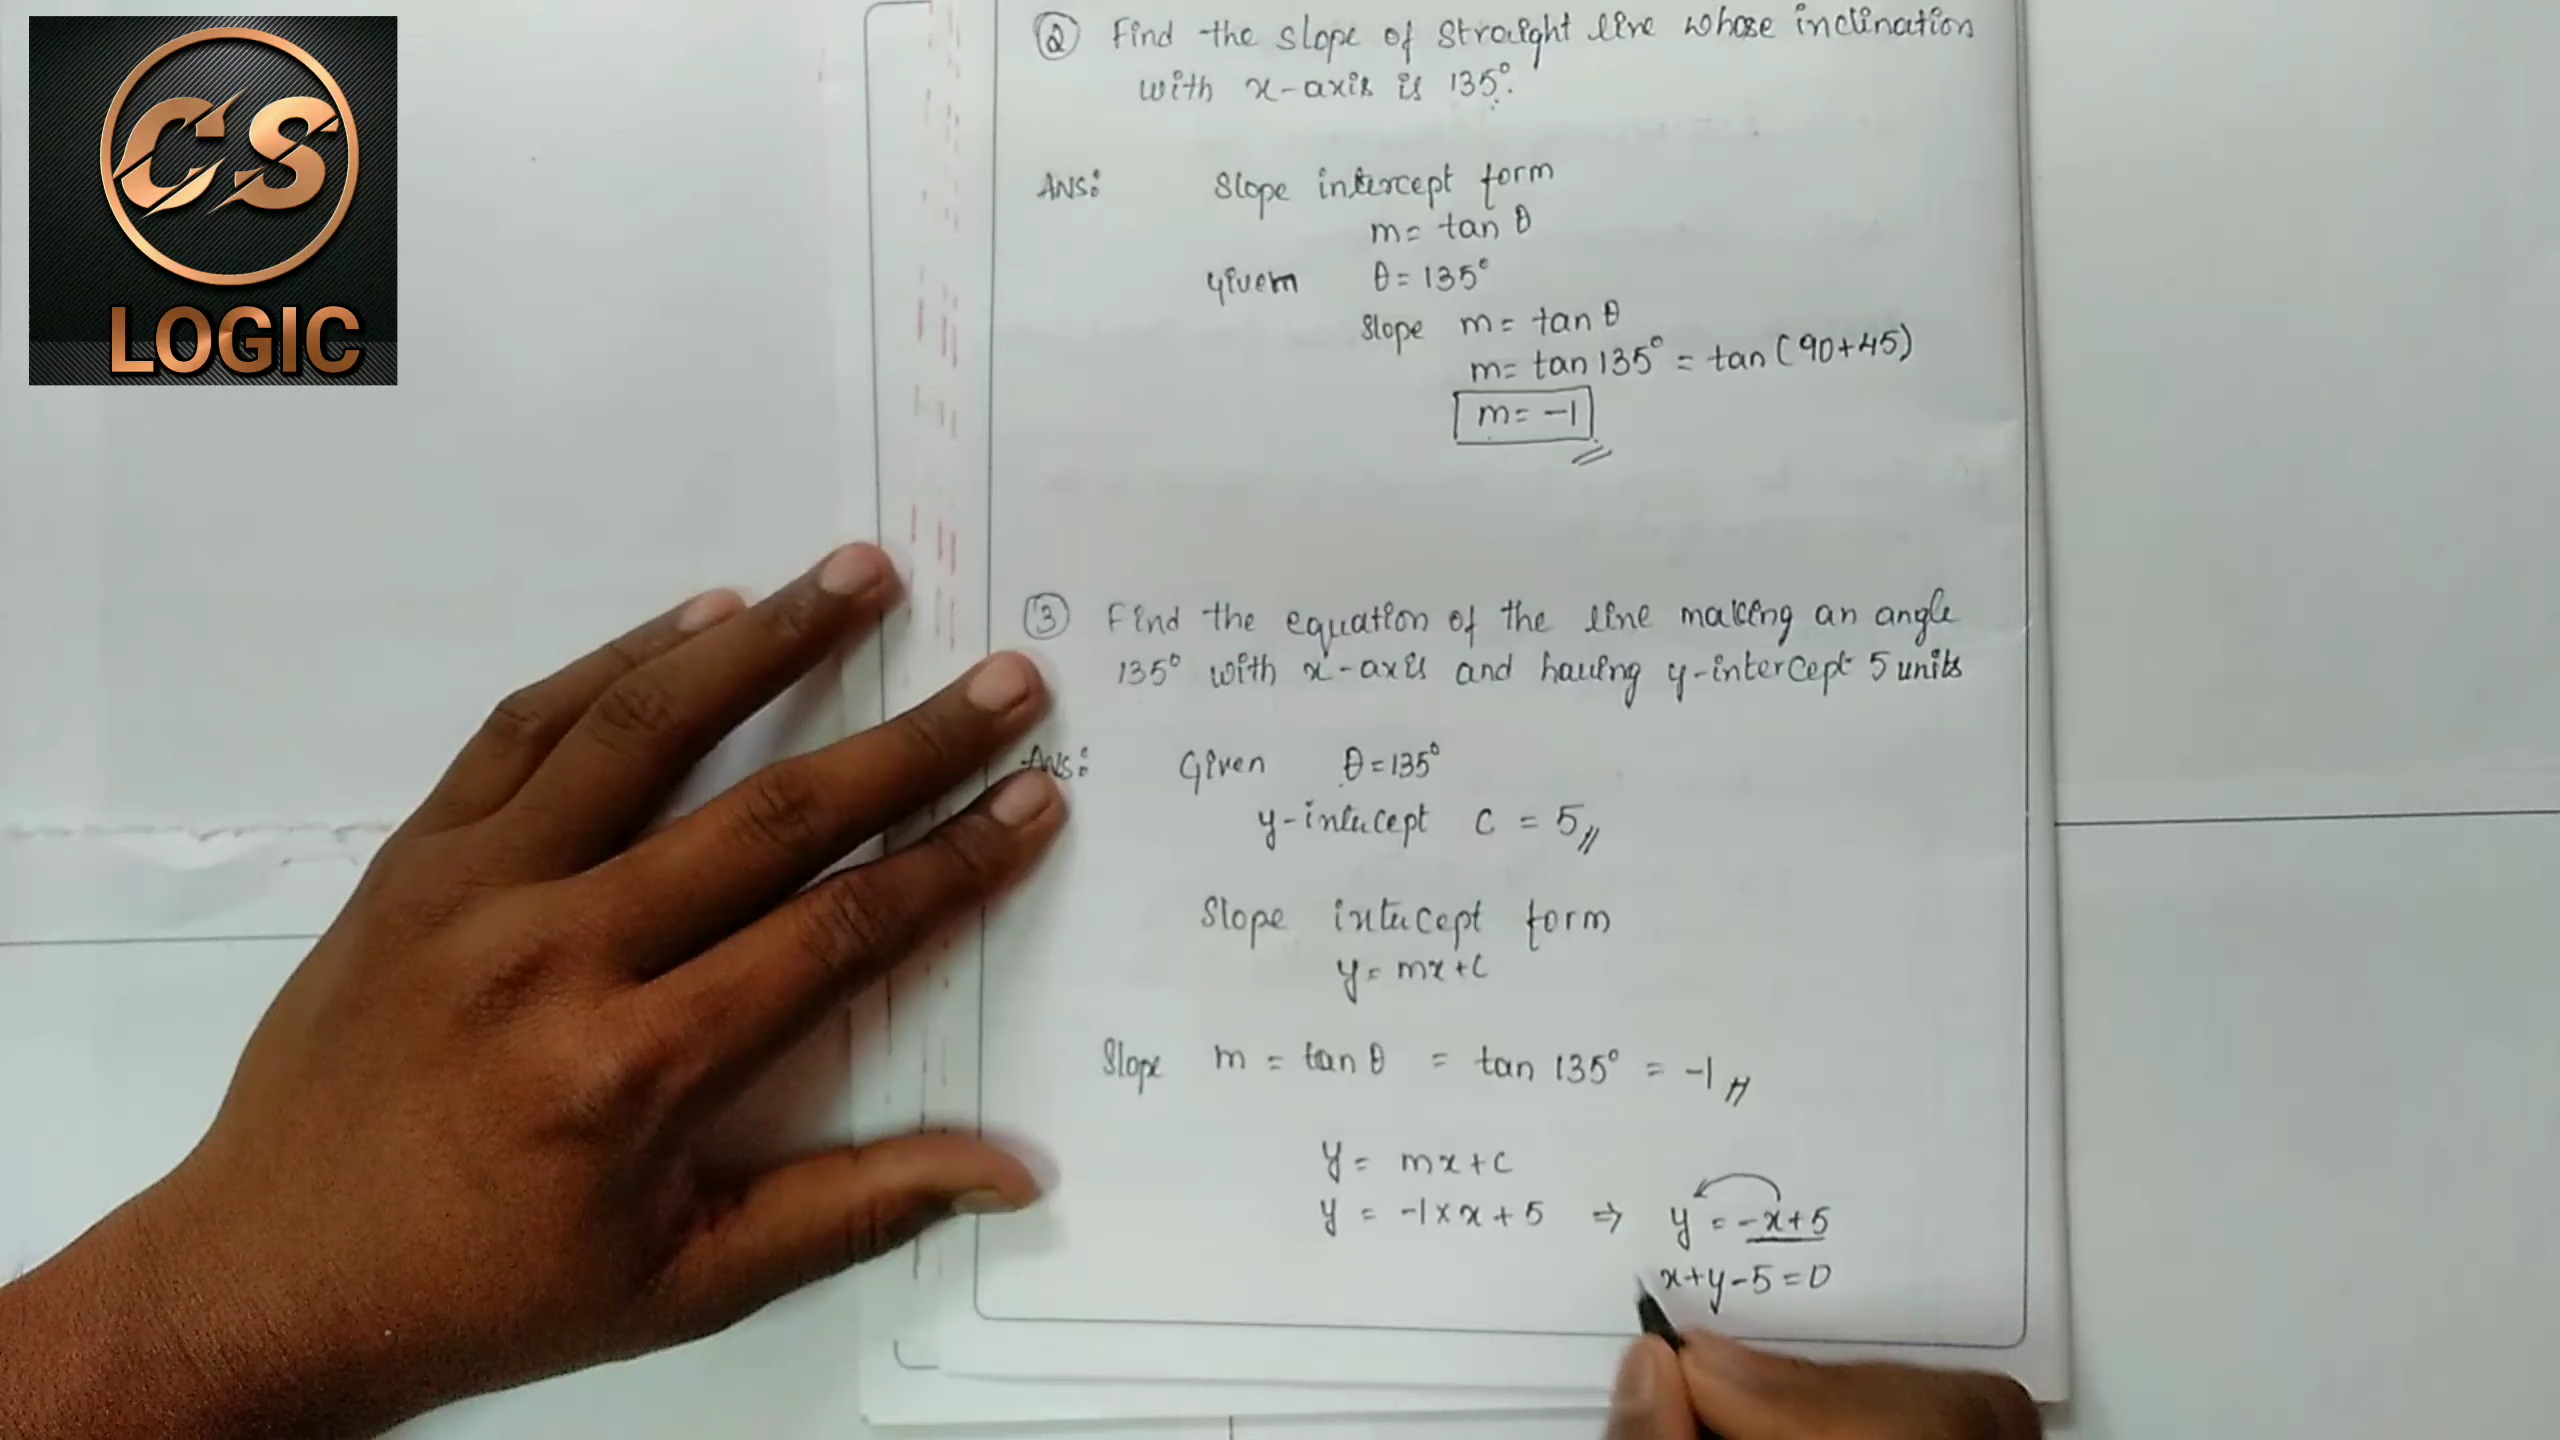 CS
LOGIC
② Find the slope of straight line whose inclination
with x-axis is 135°.
ANS: Slope intercept form
m = tan θ
Given θ = 135°
Slope m = tan θ
m = tan 135° = tan (90+45)
m = -1
③ Find the equation of the line making an angle
135° with x-axis and having y-intercept 5 units
Ans: Given θ = 135°
y-intercept C = 5
Slope intercept form
y = mx + c
Slope m = tan θ = tan 135° = -1
y = mx + c
y = -1 × x + 5 ⇒ y = -x + 5
x + y - 5 = 0